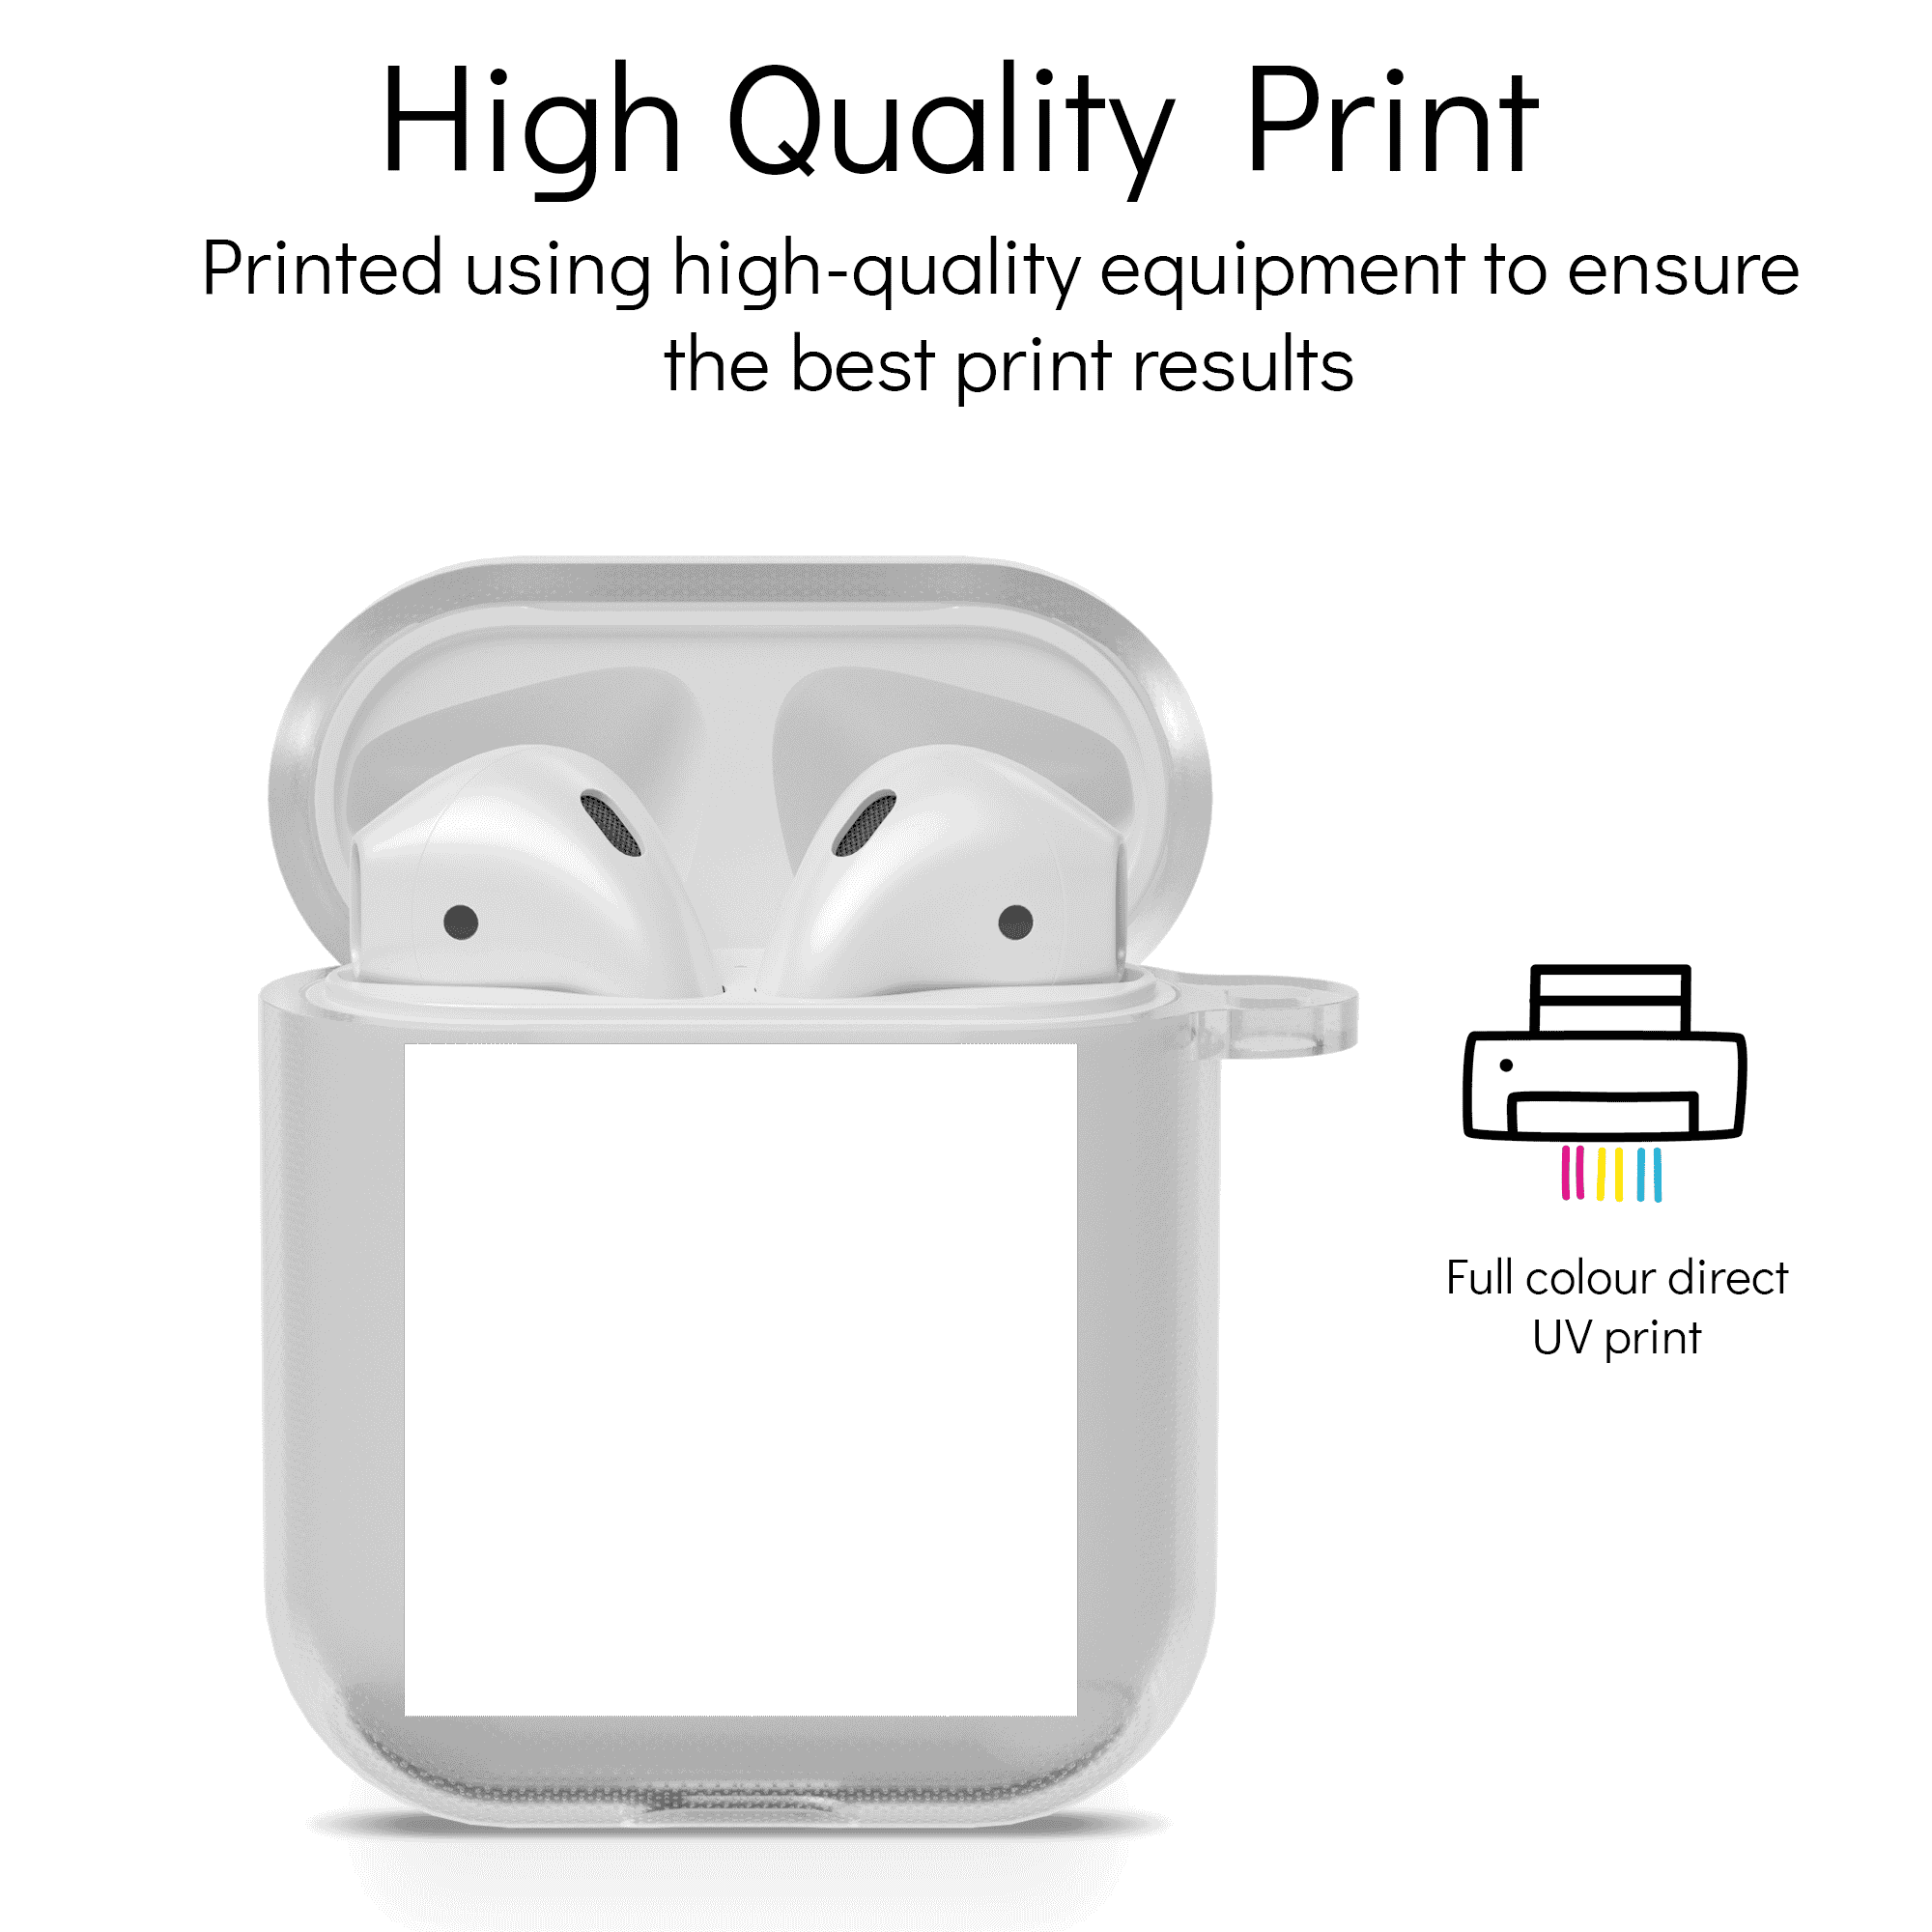 High Quality Print
Printed using high-quality equipment to ensure
the best print results
Full colour direct
UV print